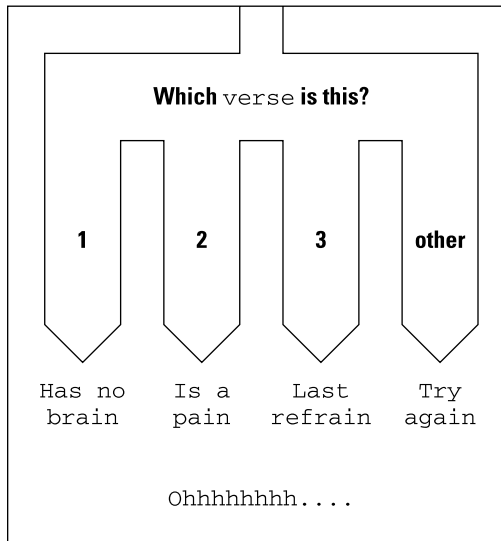 Which verse is this?
1 2 3 other
Has no Is a Last Try
brain pain refrain again
Ohhhhhhhh....